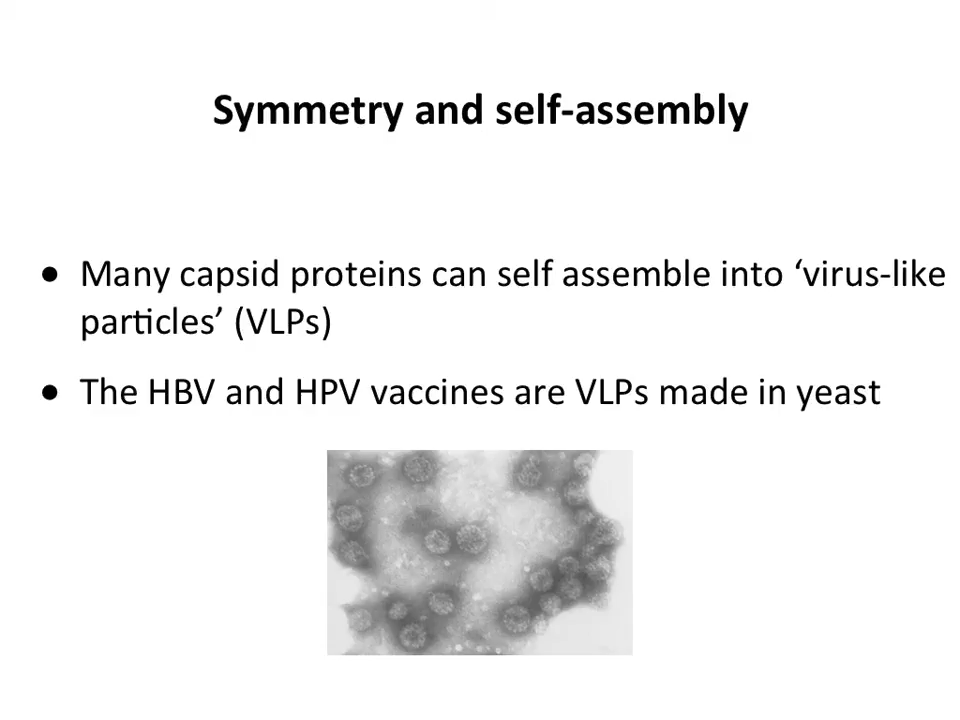 Symmetry and self-assembly
• Many capsid proteins can self assemble into ‘virus-like
particles’ (VLPs)
• The HBV and HPV vaccines are VLPs made in yeast